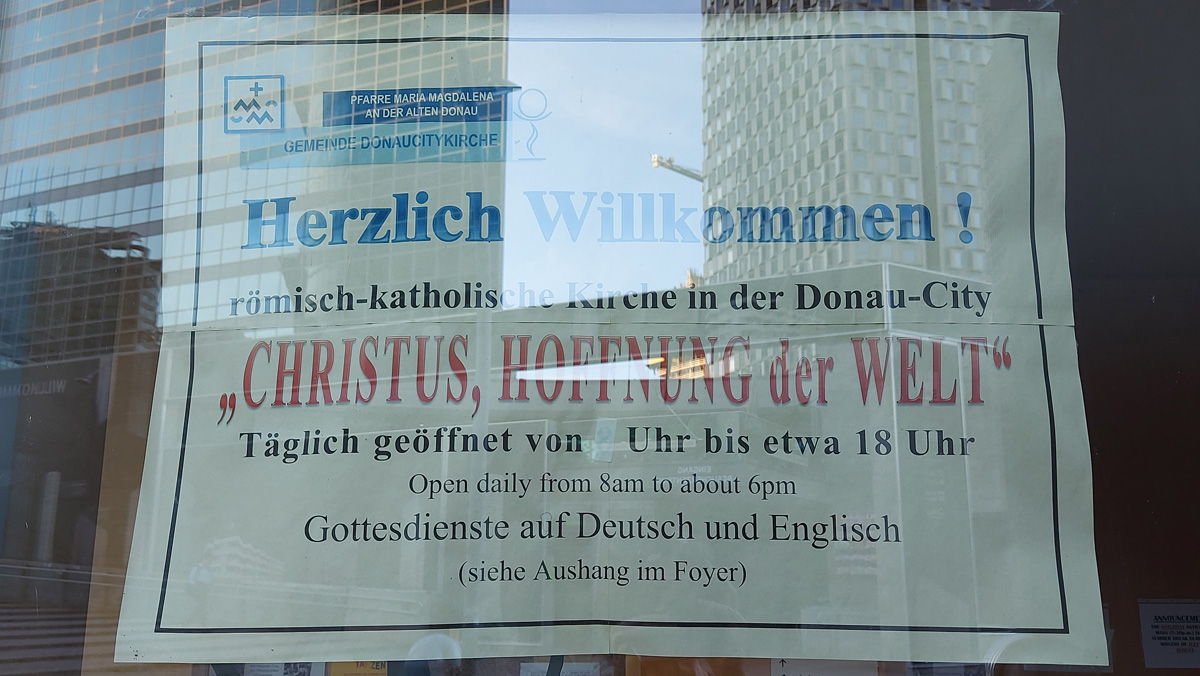 PFARRE MARIA MAGDALENA
AN DER ALTEN DONAU
GEMEINDE DONAUCITYKIRCHE
Herzlich Willkommen !
römisch-katholische Kirche in der Donau-City
„CHRISTUS, HOFFNUNG der WELT“
Täglich geöffnet von 8 Uhr bis etwa 18 Uhr
Open daily from 8am to about 6pm
Gottesdienste auf Deutsch und Englisch
(siehe Aushang im Foyer)